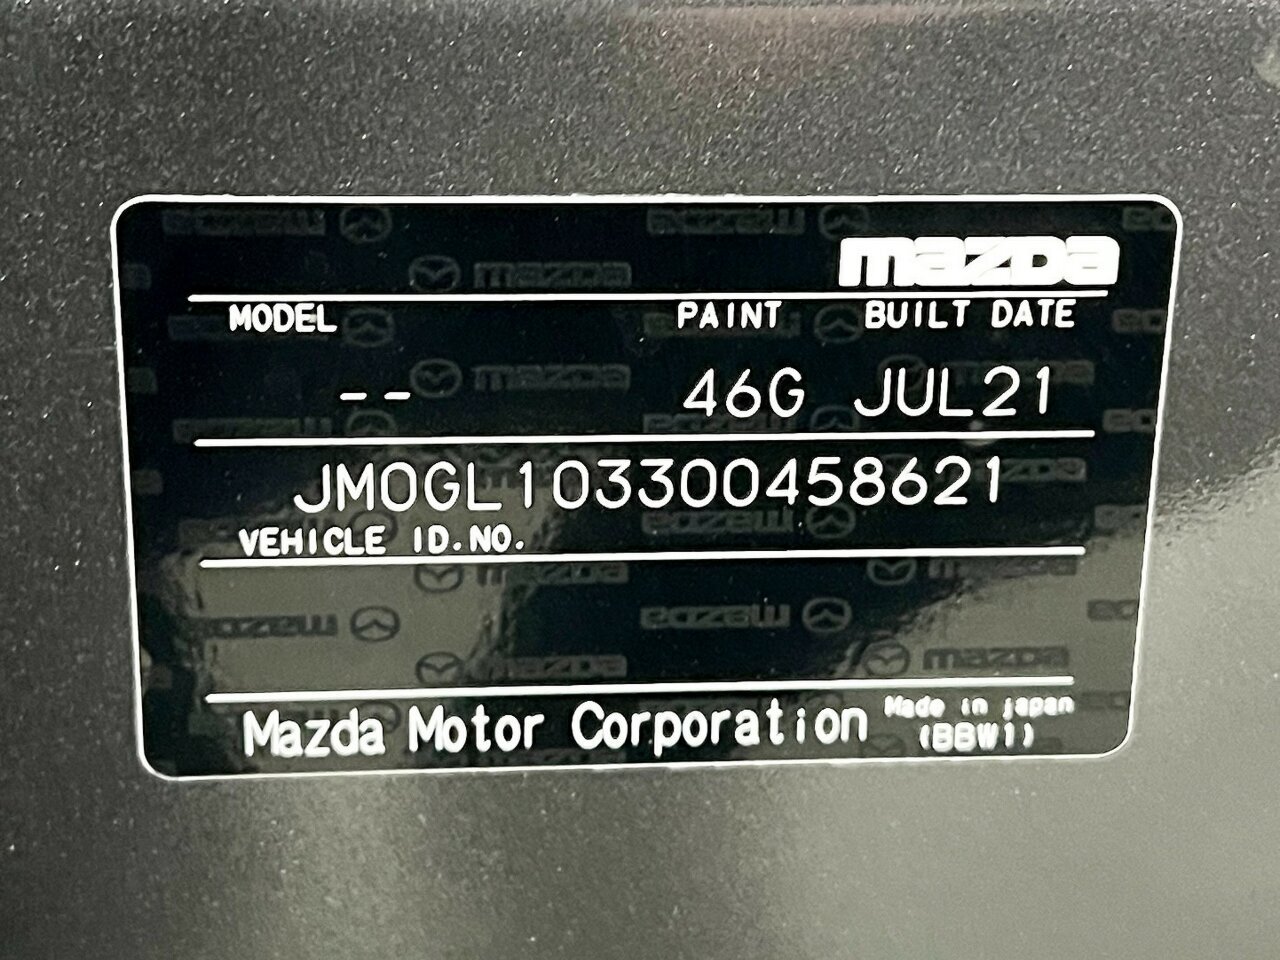 mazda
MODEL PAINT BUILT DATE
-- 46G JUL21
JM0GL103300458621
VEHICLE ID.NO.
Mazda Motor Corporation Made in japan
(BBW1)